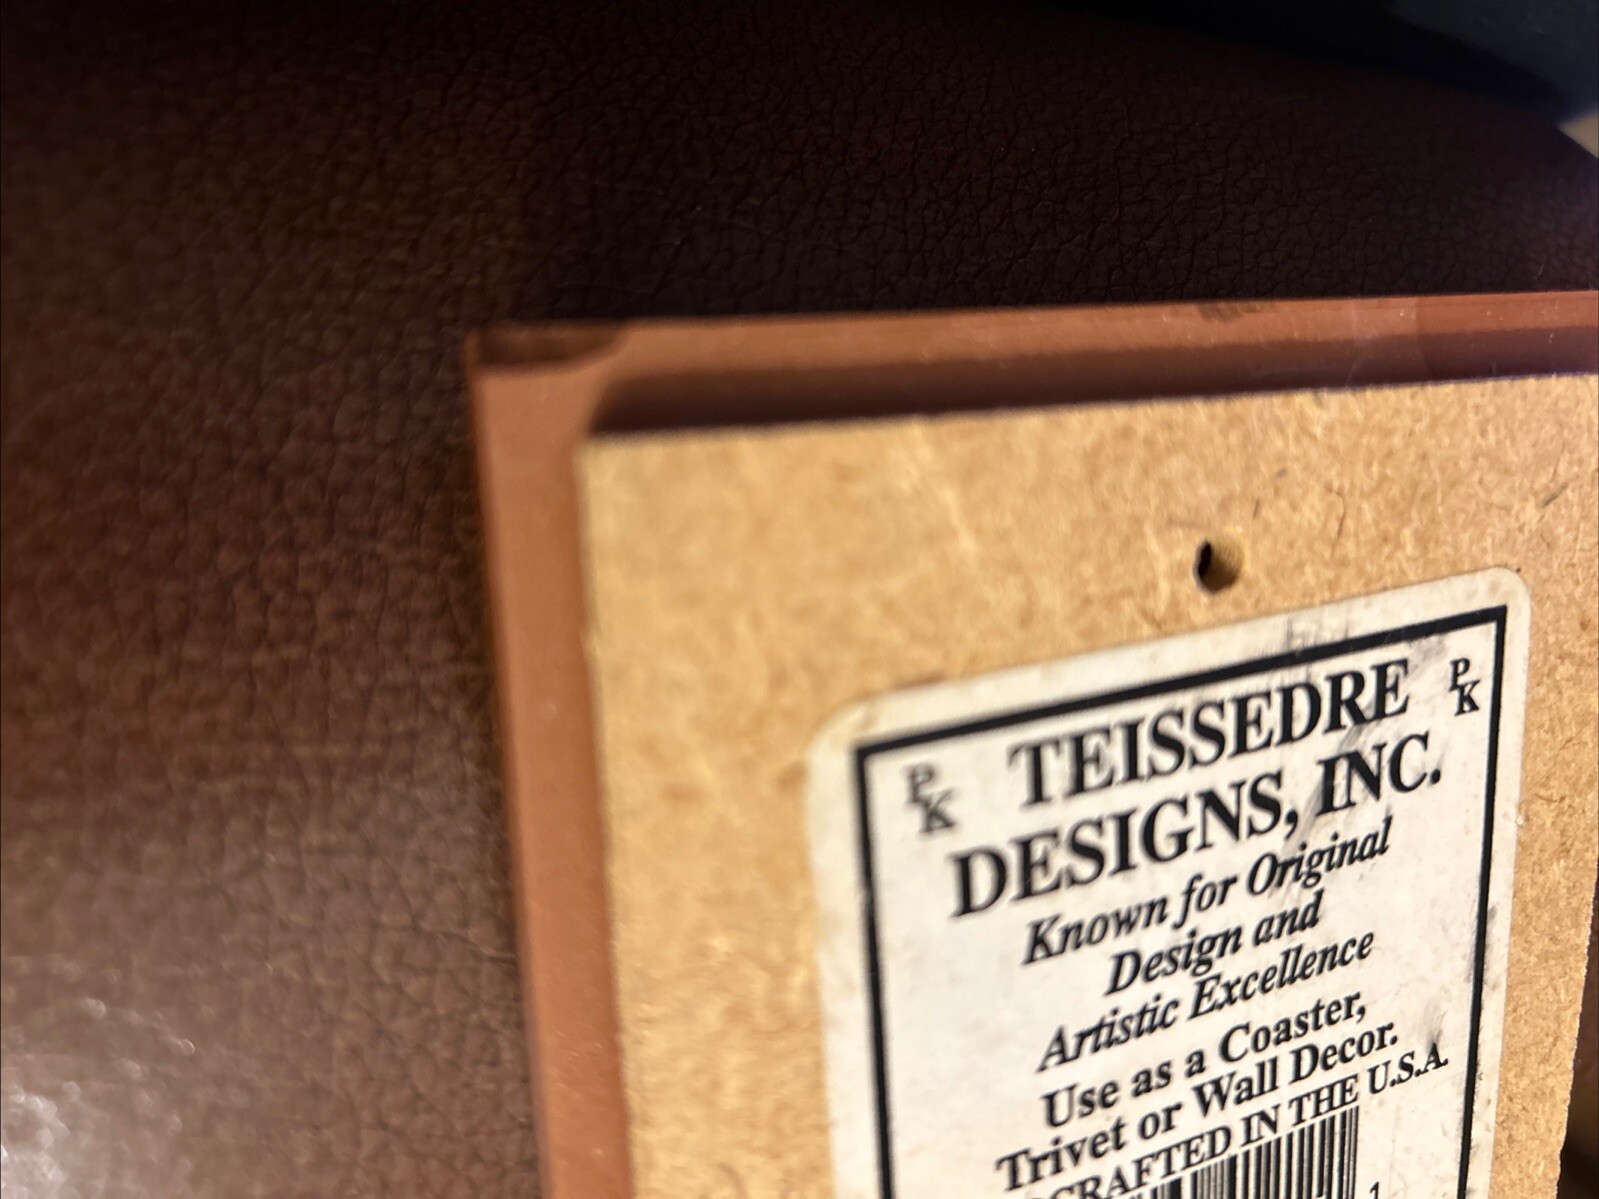 PK TEISSEDRE PK
DESIGNS, INC.
Known for Original
Design and
Artistic Excellence
Use as a Coaster,
Trivet or Wall Decor.
CRAFTED IN THE U.S.A.
1